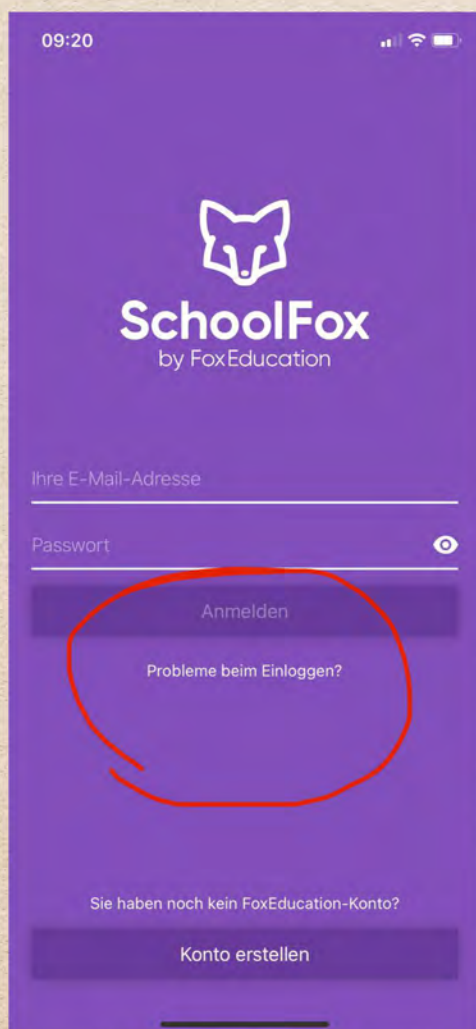 09:20
SchoolFox
by FoxEducation
Ihre E-Mail-Adresse
Passwort
Anmelden
Probleme beim Einloggen?
Sie haben noch kein FoxEducation-Konto?
Konto erstellen